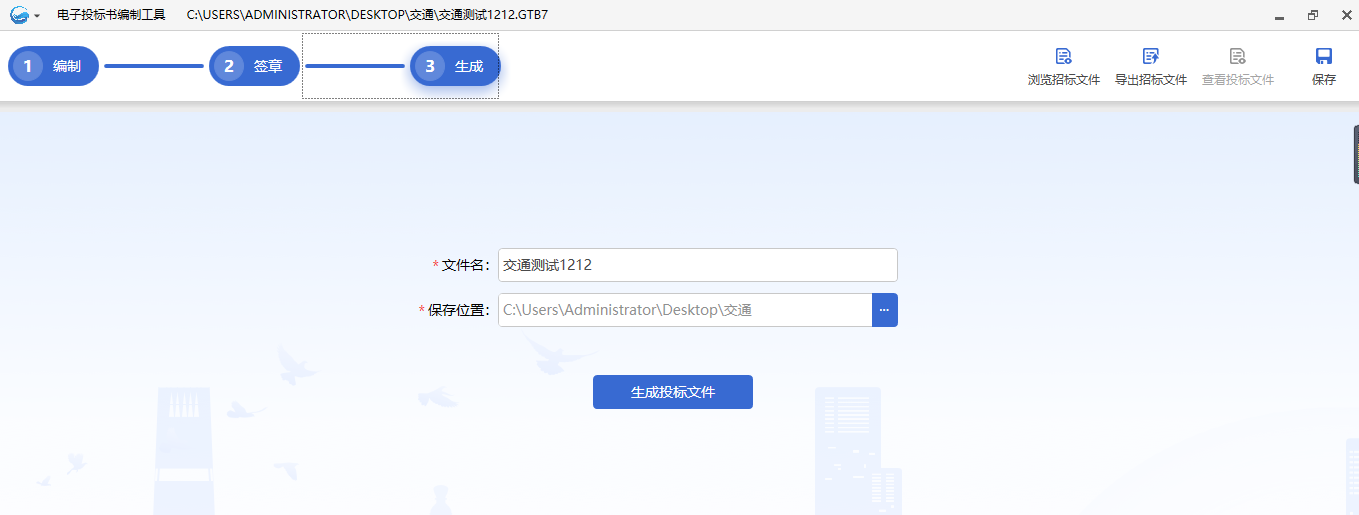 电子投标书编制工具 C:\USERS\ADMINISTRATOR\DESKTOP\交通\交通测试1212.GTB7
1 编制 2 签章 3 生成
浏览招标文件 导出招标文件 查看投标文件 保存
*文件名： 交通测试1212
*保存位置： C:\Users\Administrator\Desktop\交通 ...
生成投标文件